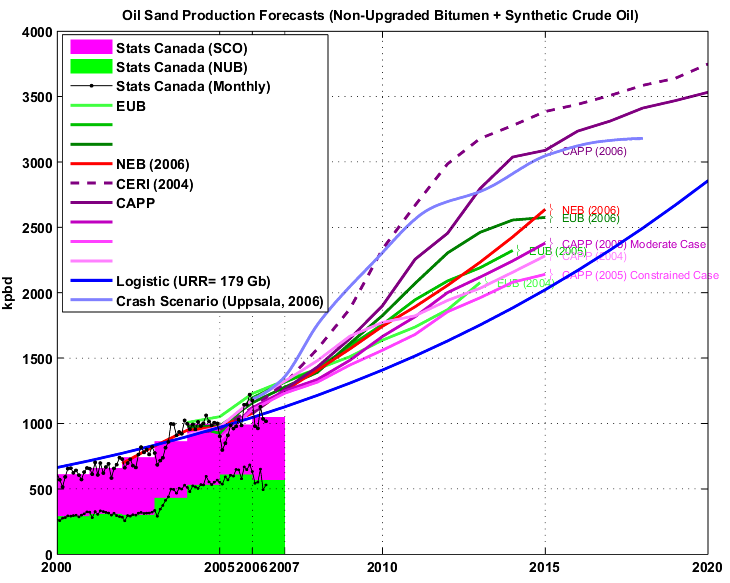 Oil Sand Production Forecasts (Non-Upgraded Bitumen + Synthetic Crude Oil)
4000
3500
3000
2500
2000
1500
1000
500
0
kpbd
Stats Canada (SCO)
Stats Canada (NUB)
Stats Canada (Monthly)
EUB
NEB (2006)
CERI (2004)
CAPP
Logistic (URR= 179 Gb)
Crash Scenario (Uppsala, 2006)
CAPP (2006)
NEB (2006)
EUB (2006)
CAPP (2005) Moderate Case
EUB (2005)
CAPP (2004)
CAPP (2005) Constrained Case
EUB (2004)
2000
2005
2006
2007
2010
2015
2020